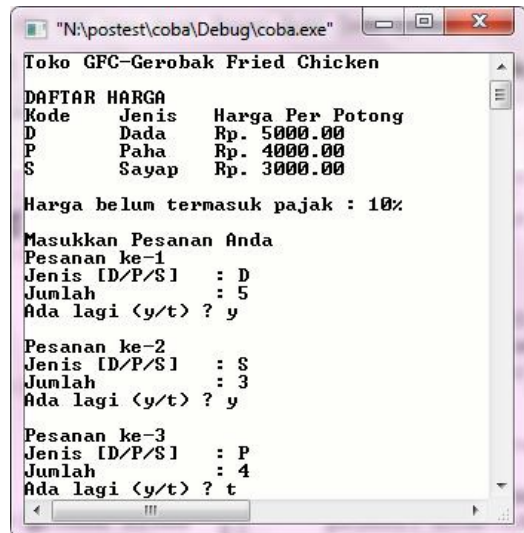 "N:\postest\coba\Debug\coba.exe"
Toko GFC-Gerobak Fried Chicken
DAFTAR HARGA
Kode Jenis Harga Per Potong
D Dada Rp. 5000.00
P Paha Rp. 4000.00
S Sayap Rp. 3000.00
Harga belum termasuk pajak : 10%
Masukkan Pesanan Anda
Pesanan ke-1
Jenis [D/P/S] : D
Jumlah : 5
Ada lagi (y/t) ? y
Pesanan ke-2
Jenis [D/P/S] : S
Jumlah : 3
Ada lagi (y/t) ? y
Pesanan ke-3
Jenis [D/P/S] : P
Jumlah : 4
Ada lagi (y/t) ? t